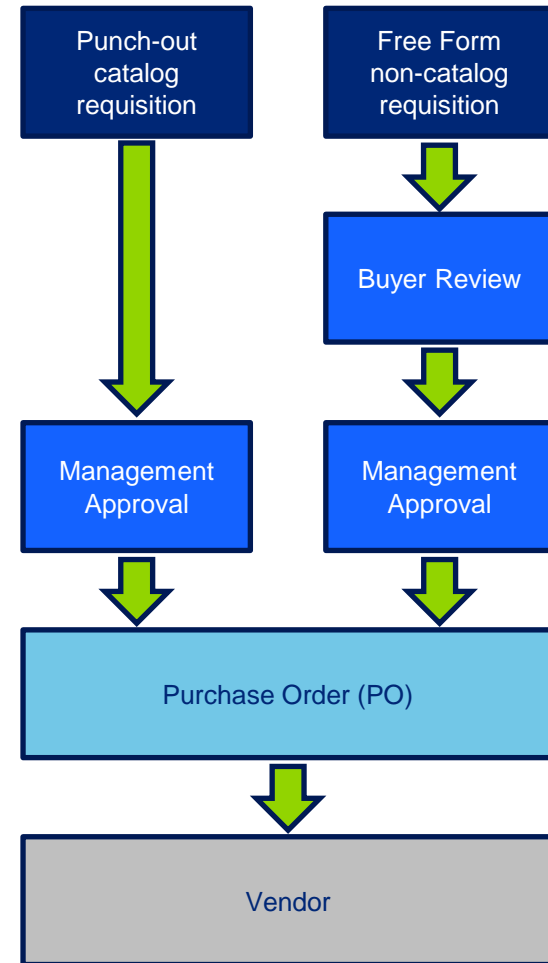 Punch-out
catalog
requisition
Free Form
non-catalog
requisition
Buyer Review
Management
Approval
Management
Approval
Purchase Order (PO)
Vendor